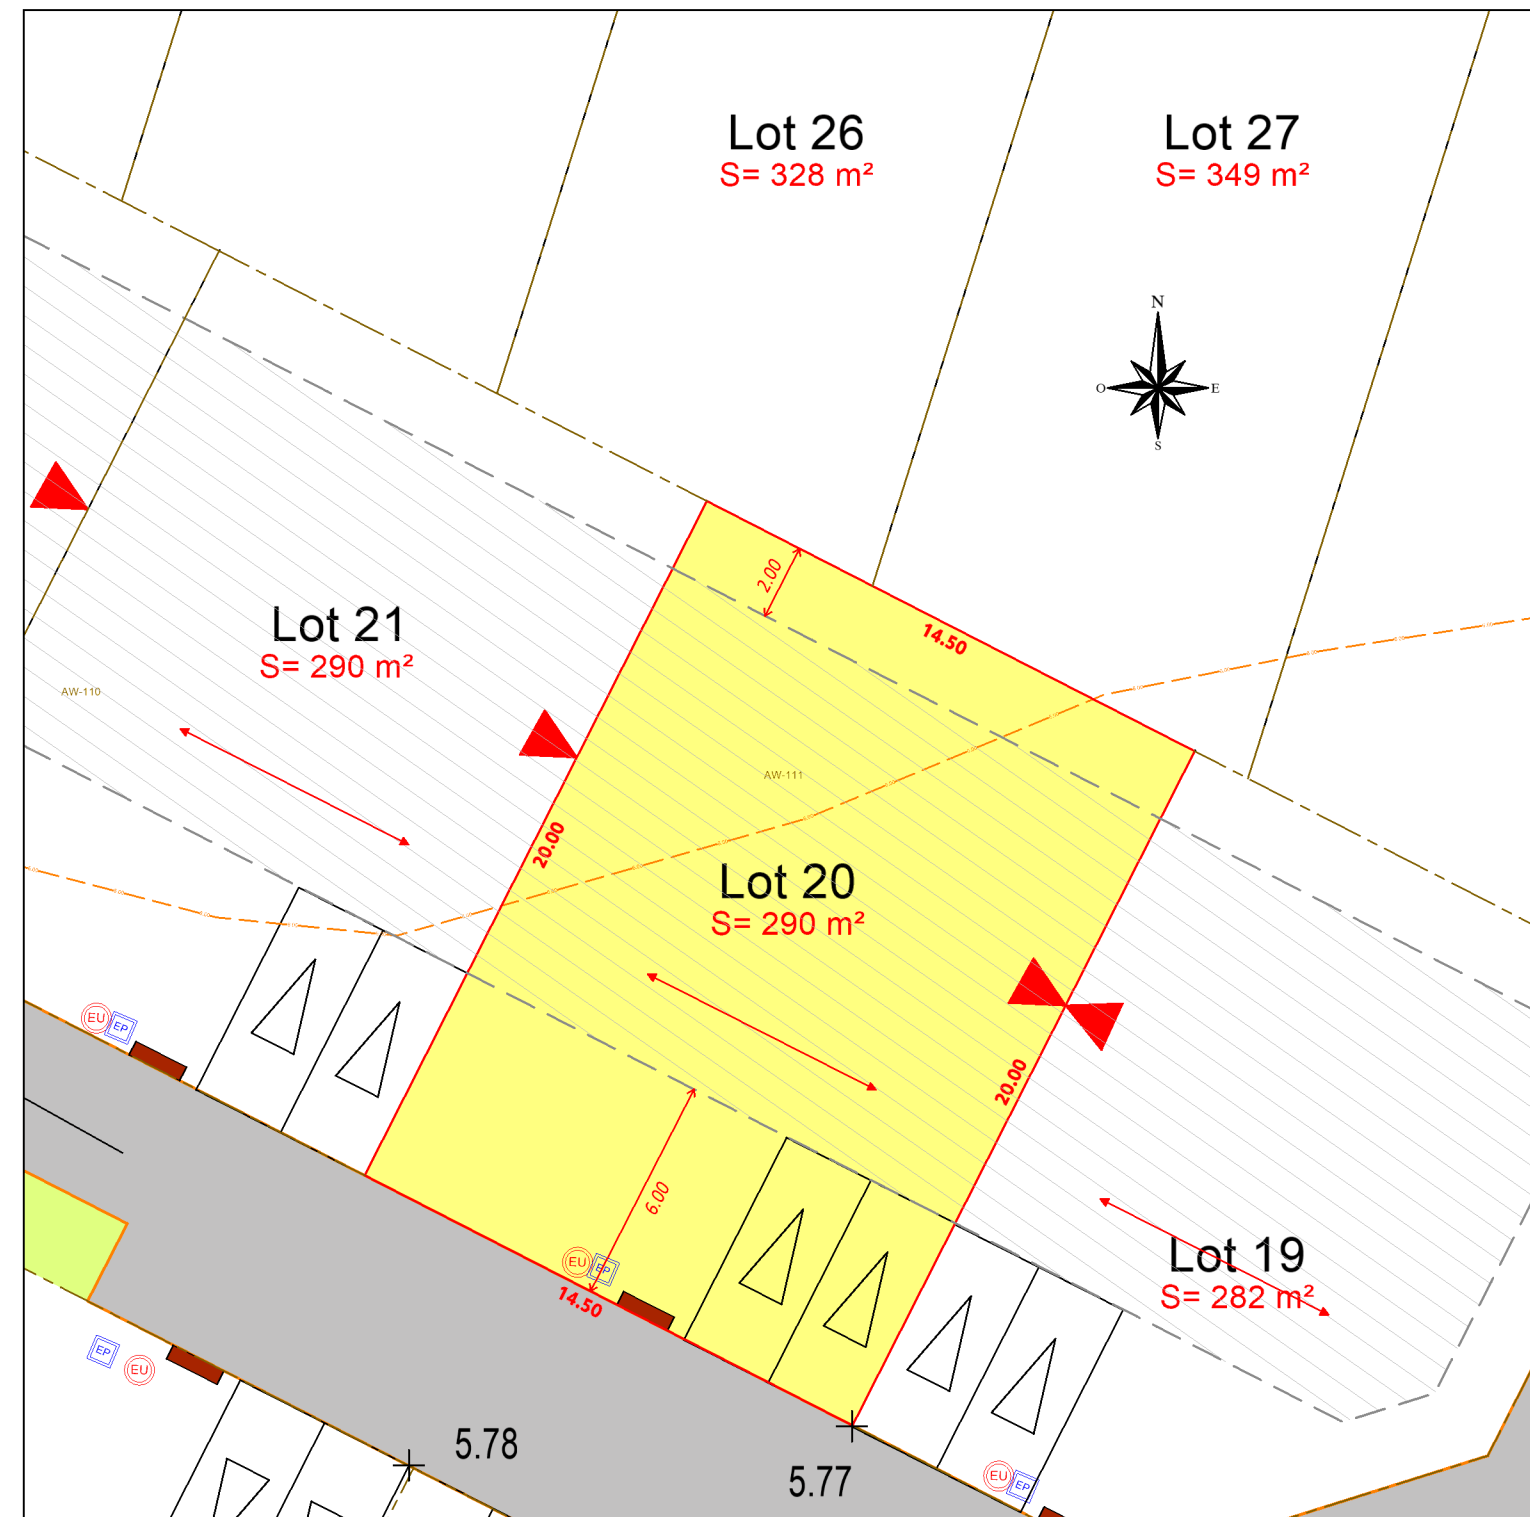 Lot 26
S= 328 m²
Lot 27
S= 349 m²
N
O
E
S
2.00
14.50
Lot 21
S= 290 m²
AW-110
AW-111
20.00
Lot 20
S= 290 m²
20.00
EU
EP
6.00
EU
EP
14.50
Lot 19
S= 282 m²
EP
EU
5.78
5.77
EU
EP